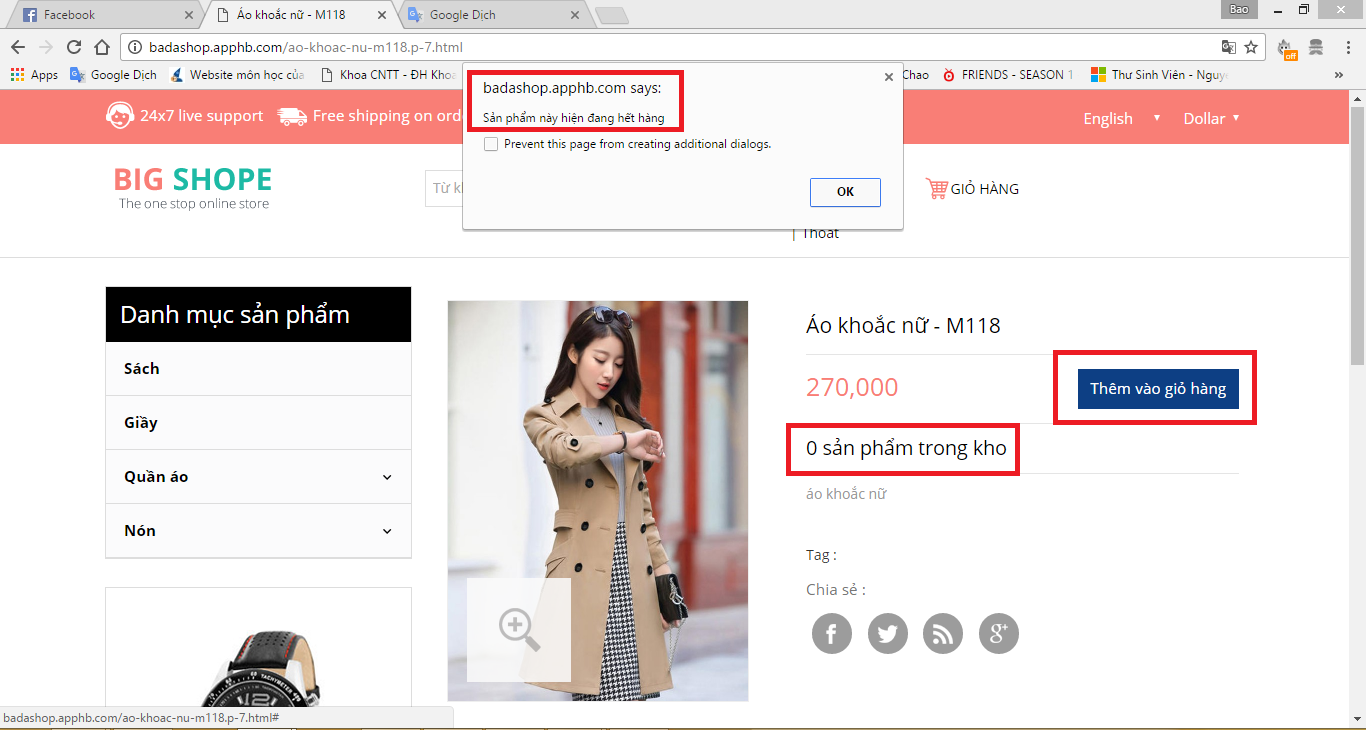 Facebook
Áo khoắc nữ - M118
Google Dịch
Bao
badashop.apphb.com/ao-khoac-nu-m118.p-7.html
off
Apps
Google Dịch
Website môn học của
Khoa CNTT - ĐH Khoa
Chao
FRIENDS - SEASON 1
Thư Sinh Viên - Nguy
badashop.apphb.com says:
Sản phẩm này hiện đang hết hàng
Prevent this page from creating additional dialogs.
OK
24x7 live support
Free shipping on ord
English
Dollar
BIG SHOPE
The one stop online store
Từ k
GIỎ HÀNG
| Thoát
Danh mục sản phẩm
Sách
Giầy
Quần áo
Nón
Áo khoắc nữ - M118
270,000
Thêm vào giỏ hàng
0 sản phẩm trong kho
áo khoắc nữ
Tag :
Chia sẻ :
TACHYMETER
12
badashop.apphb.com/ao-khoac-nu-m118.p-7.html#